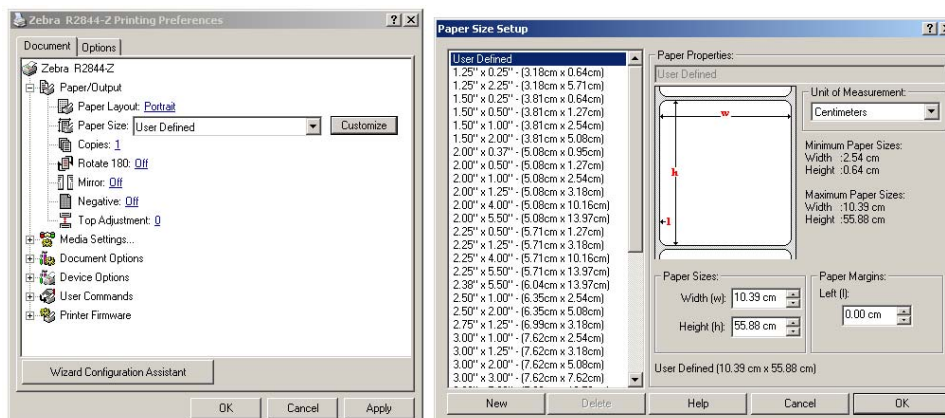 Zebra R2844-Z Printing Preferences
Document
Options
Zebra R2844-Z
Paper/Output
Paper Layout: Portrait
Paper Size: User Defined
Customize
Copies: 1
Rotate 180: Off
Mirror: Off
Negative: Off
Top Adjustment: 0
Media Settings...
Document Options
Device Options
User Commands
Printer Firmware
Wizard Configuration Assistant
OK
Cancel
Apply
Paper Size Setup
User Defined
1.25" x 0.25" - (3.18cm x 0.64cm)
1.25" x 2.25" - (3.18cm x 5.71cm)
1.50" x 0.25" - (3.81cm x 0.64cm)
1.50" x 0.50" - (3.81cm x 1.27cm)
1.50" x 1.00" - (3.81cm x 2.54cm)
1.50" x 2.00" - (3.81cm x 5.08cm)
2.00" x 0.37" - (5.08cm x 0.95cm)
2.00" x 0.50" - (5.08cm x 1.27cm)
2.00" x 1.00" - (5.08cm x 2.54cm)
2.00" x 1.25" - (5.08cm x 3.18cm)
2.00" x 4.00" - (5.08cm x 10.16cm)
2.00" x 5.50" - (5.08cm x 13.97cm)
2.25" x 0.50" - (5.71cm x 1.27cm)
2.25" x 1.25" - (5.71cm x 3.18cm)
2.25" x 4.00" - (5.71cm x 10.16cm)
2.25" x 5.50" - (5.71cm x 13.97cm)
2.38" x 5.50" - (6.04cm x 13.97cm)
2.50" x 1.00" - (6.35cm x 2.54cm)
2.50" x 2.00" - (6.35cm x 5.08cm)
2.75" x 1.25" - (6.99cm x 3.18cm)
3.00" x 1.00" - (7.62cm x 2.54cm)
3.00" x 1.25" - (7.62cm x 3.18cm)
3.00" x 2.00" - (7.62cm x 5.08cm)
3.00" x 3.00" - (7.62cm x 7.62cm)
Paper Properties:
User Defined
w
h
l
Unit of Measurement:
Centimeters
Minimum Paper Sizes:
Width :2.54 cm
Height :0.64 cm
Maximum Paper Sizes:
Width :10.39 cm
Height :55.88 cm
Paper Sizes:
Width (w): 10.39 cm
Height (h): 55.88 cm
Paper Margins:
Left (l):
0.00 cm
User Defined (10.39 cm x 55.88 cm)
New
Delete
Help
Cancel
OK